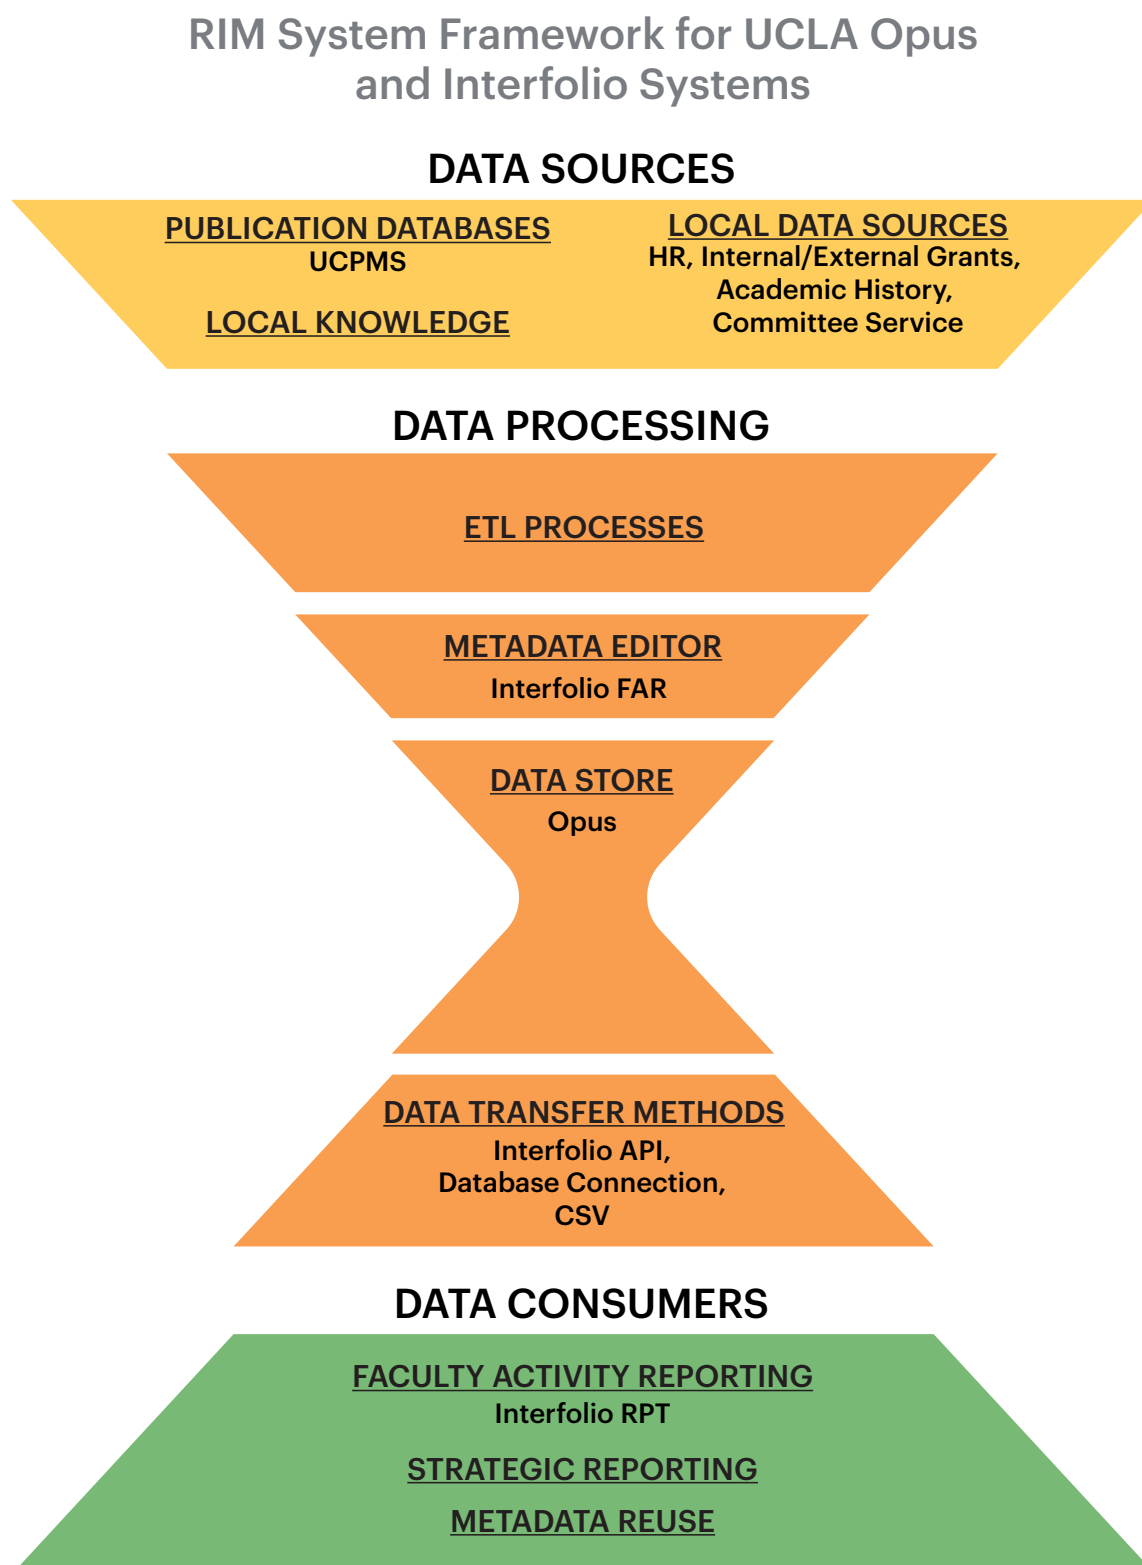 RIM System Framework for UCLA Opus
and Interfolio Systems
DATA SOURCES
PUBLICATION DATABASES
UCPMS
LOCAL KNOWLEDGE
LOCAL DATA SOURCES
HR, Internal/External Grants,
Academic History,
Committee Service
DATA PROCESSING
ETL PROCESSES
METADATA EDITOR
Interfolio FAR
DATA STORE
Opus
DATA TRANSFER METHODS
Interfolio API,
Database Connection,
CSV
DATA CONSUMERS
FACULTY ACTIVITY REPORTING
Interfolio RPT
STRATEGIC REPORTING
METADATA REUSE